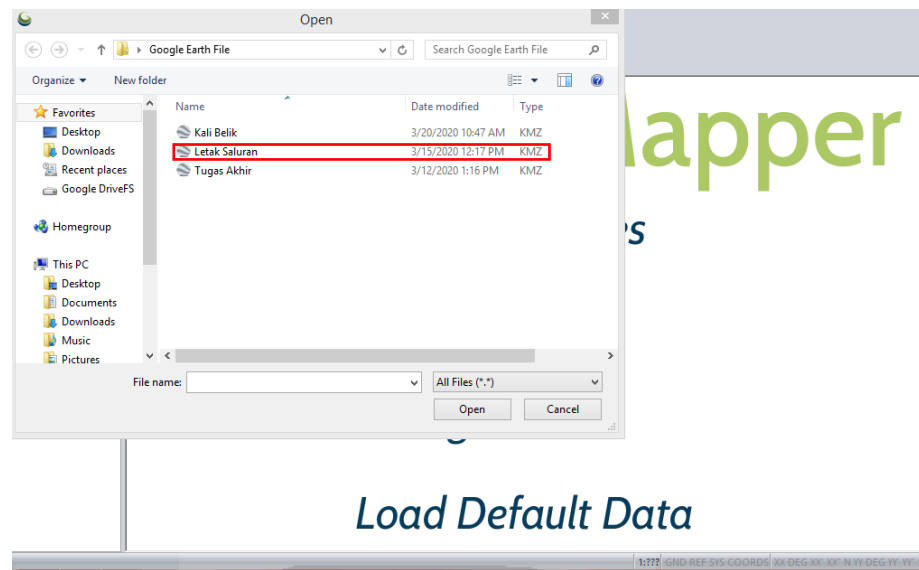 Open
Google Earth File
Search Google Earth File
Organize
New folder
Name
Date modified
Type
Favorites
Desktop
Downloads
Recent places
Google DriveFS
Homegroup
This PC
Desktop
Documents
Downloads
Music
Pictures
Kali Belik 3/20/2020 10:47 AM KMZ
Letak Saluran 3/15/2020 12:17 PM KMZ
Tugas Akhir 3/12/2020 1:16 PM KMZ
File name:
All Files (*.*)
Open
Cancel
apper
s
Load Default Data
1:??? GND REF SYS COORDS